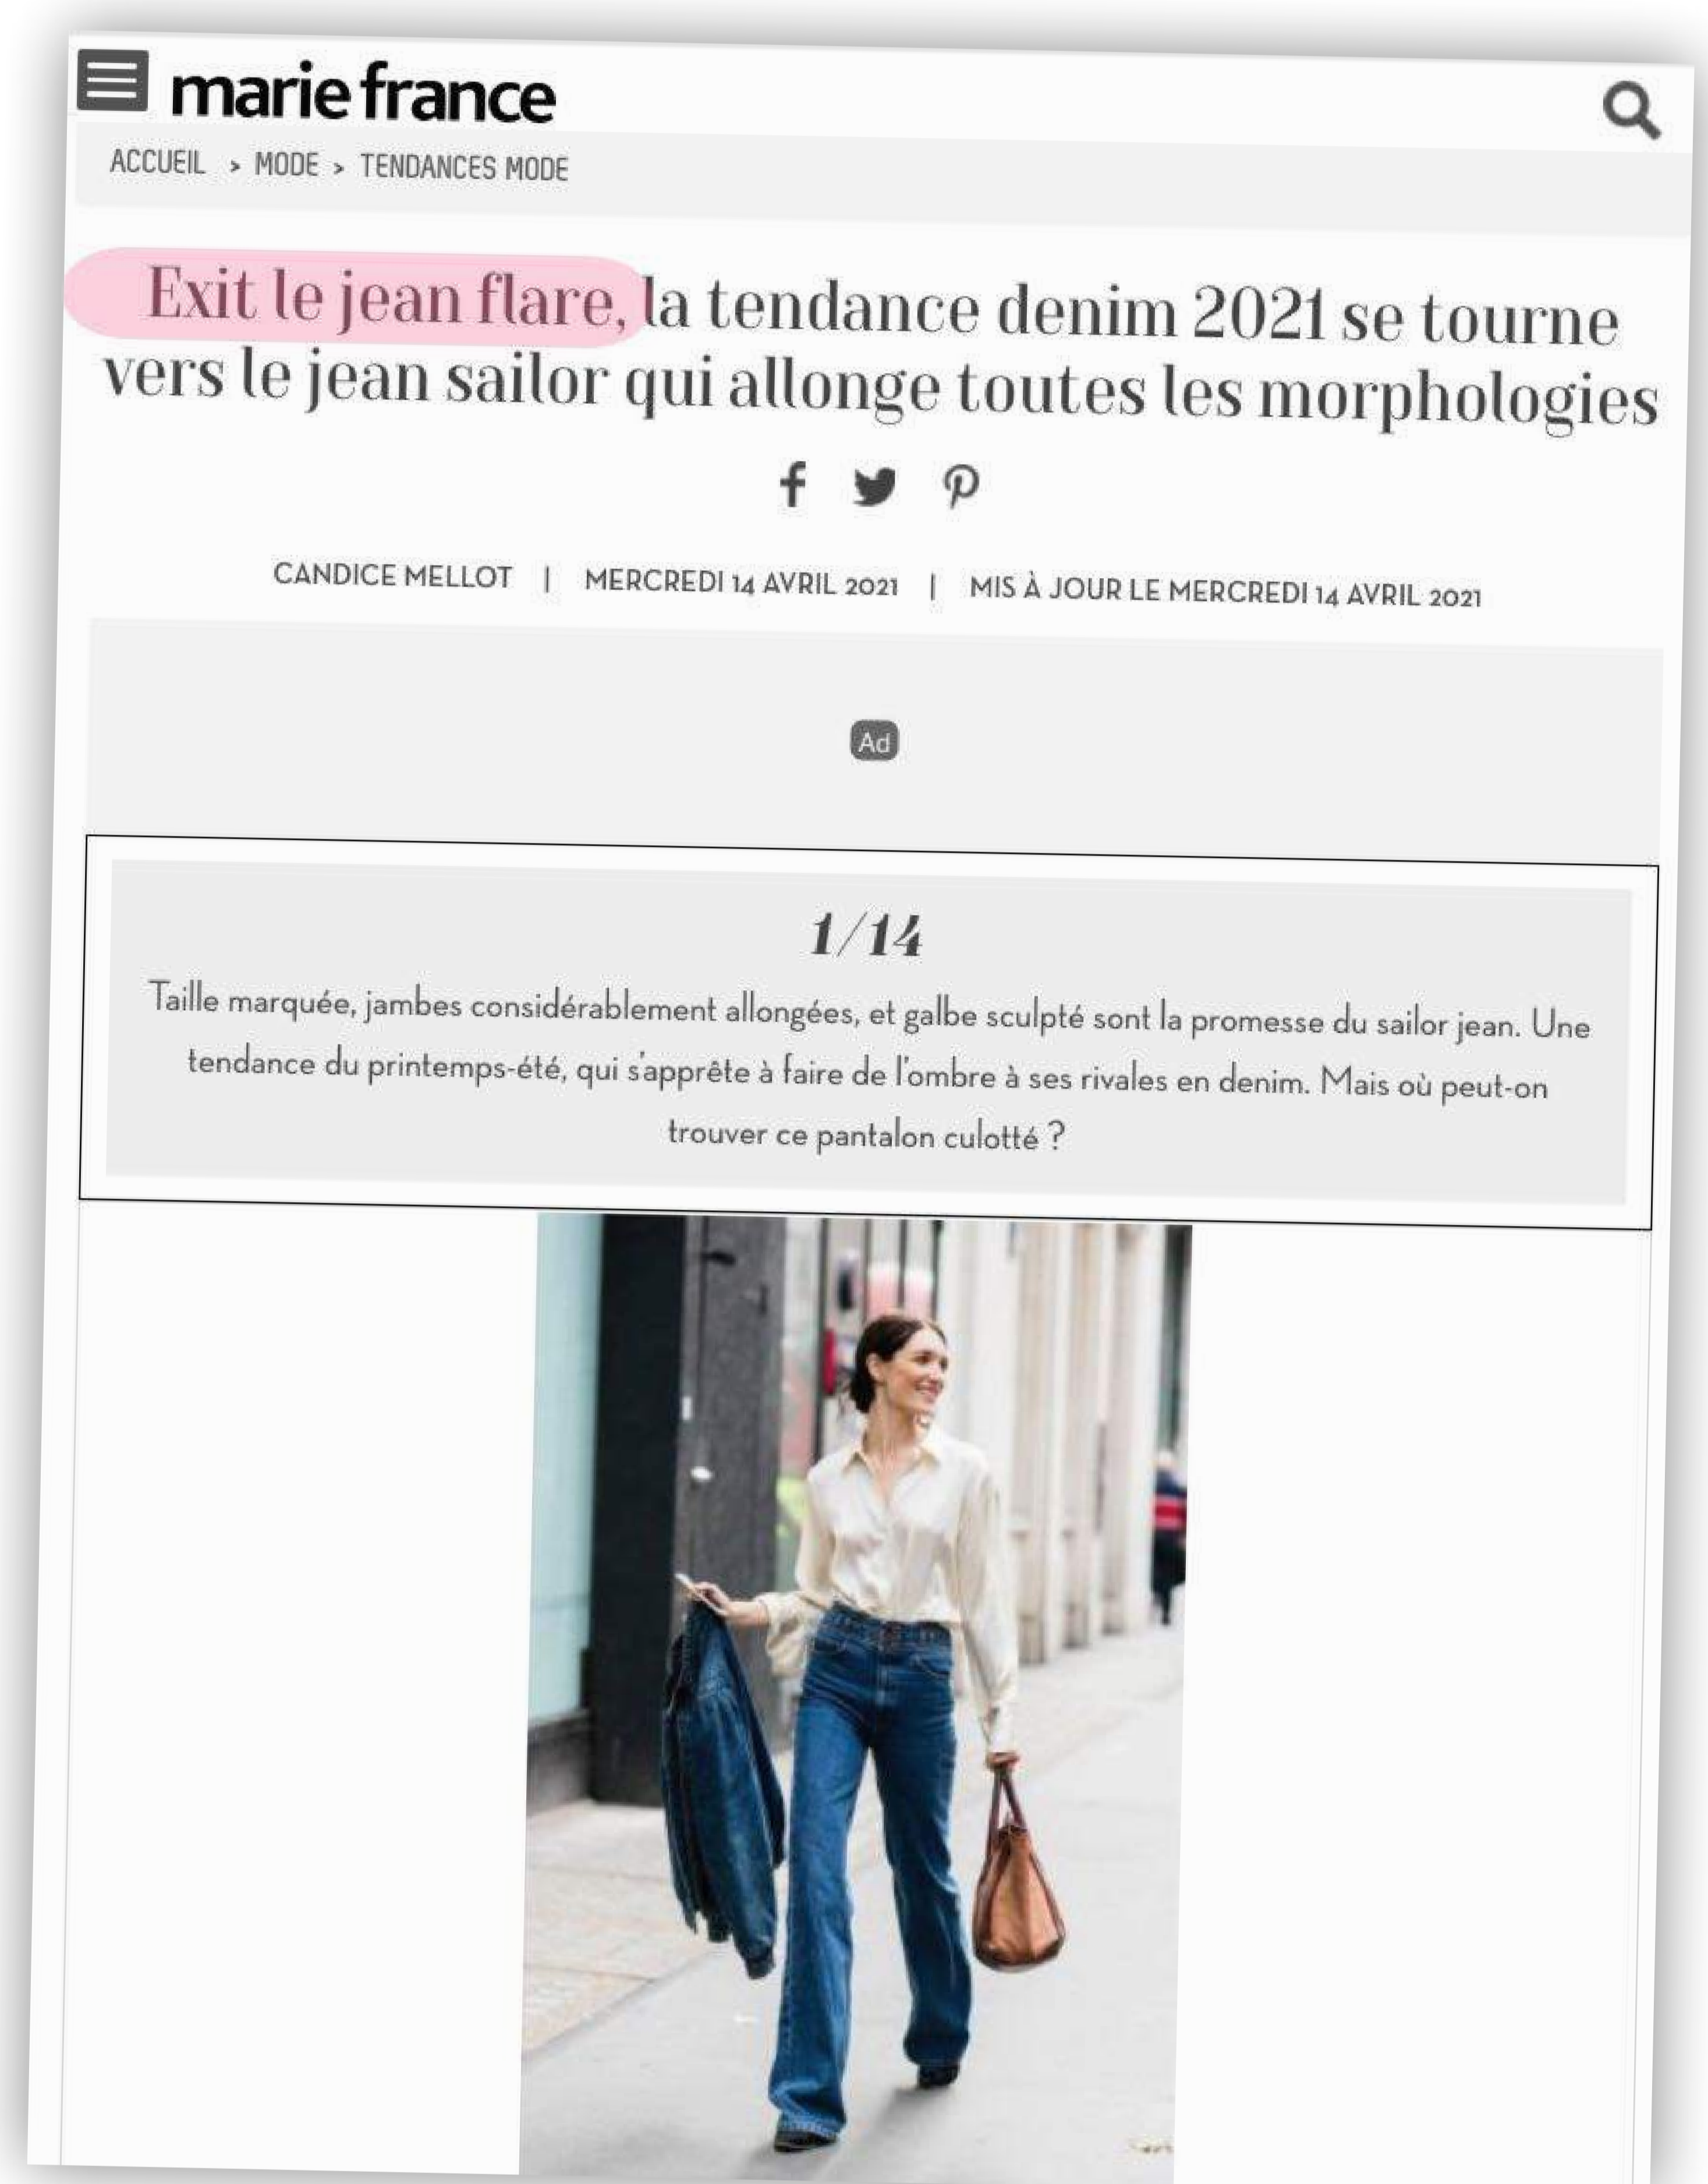 marie france
ACCUEIL > MODE > TENDANCES MODE
Exit le jean flare, la tendance denim 2021 se tourne
vers le jean sailor qui allonge toutes les morphologies
CANDICE MELLOT | MERCREDI 14 AVRIL 2021 | MIS À JOUR LE MERCREDI 14 AVRIL 2021
Ad
1/14
Taille marquée, jambes considérablement allongées, et galbe sculpté sont la promesse du sailor jean. Une
tendance du printemps-été, qui s'apprête à faire de l'ombre à ses rivales en denim. Mais où peut-on
trouver ce pantalon culotté ?